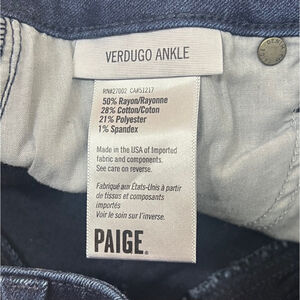 VERDUGO ANKLE
RN#27002 CA#51217
50% Rayon/Rayonne
28% Cotton/Coton
21% Polyester
1% Spandex
Made in the USA of Imported
fabric and components.
See care on reverse.
Fabriqué aux États-Unis à partir
de tissus et composants
importés
Voir le soin sur l'inverse.
PAIGE